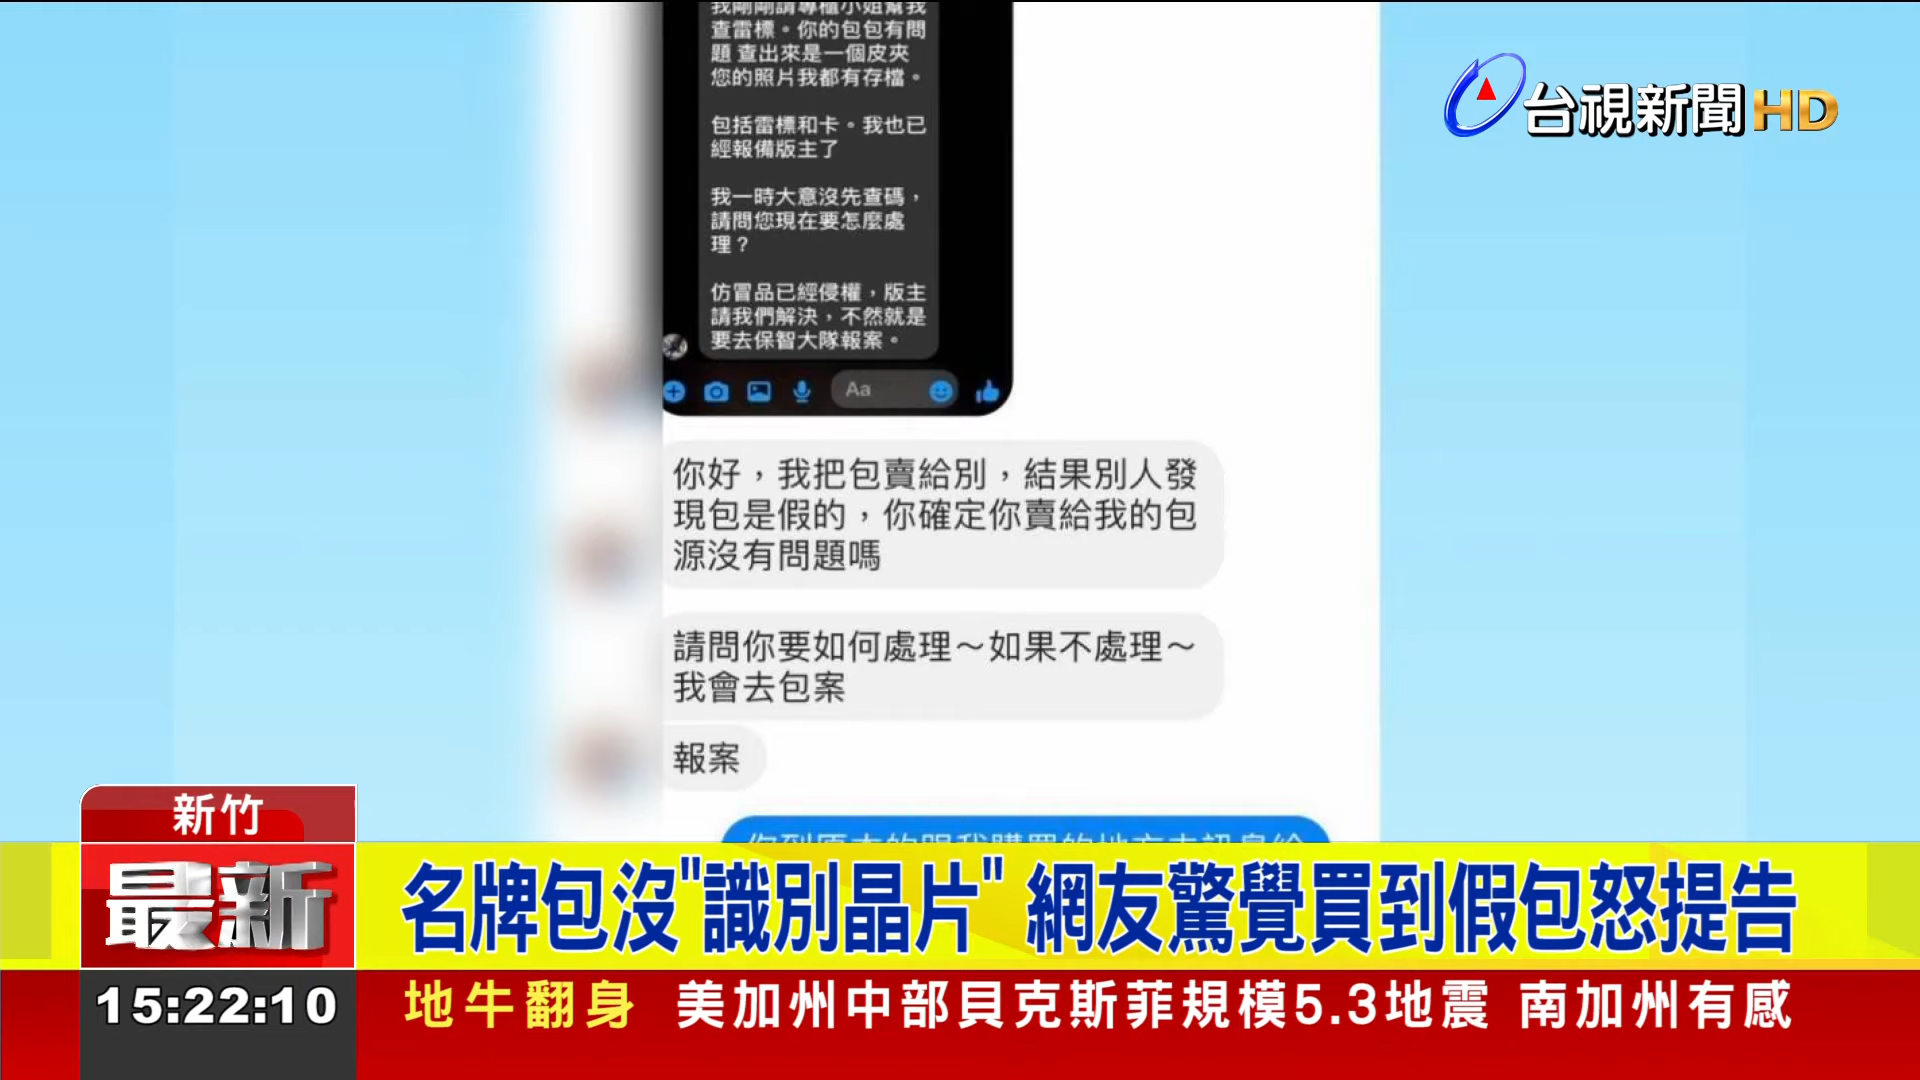 我剛剛請專櫃小姐幫我
查雷標。你的包包有問
題 查出來是一個皮夾
您的照片我都有存檔。
包括雷標和卡。我也已
經報備版主了
我一時大意沒先查碼，
請問您現在要怎麼處
理？
仿冒品已經侵權，版主
請我們解決，不然就是
要去保智大隊報案。
Aa
台視新聞HD
你好，我把包賣給別，結果別人發
現包是假的，你確定你賣給我的包
源沒有問題嗎
請問你要如何處理～如果不處理～
我會去包案
報案
新竹
最新
名牌包沒"識別晶片" 網友驚覺買到假包怒提告
15:22:10
地牛翻身 美加州中部貝克斯菲規模5.3地震 南加州有感